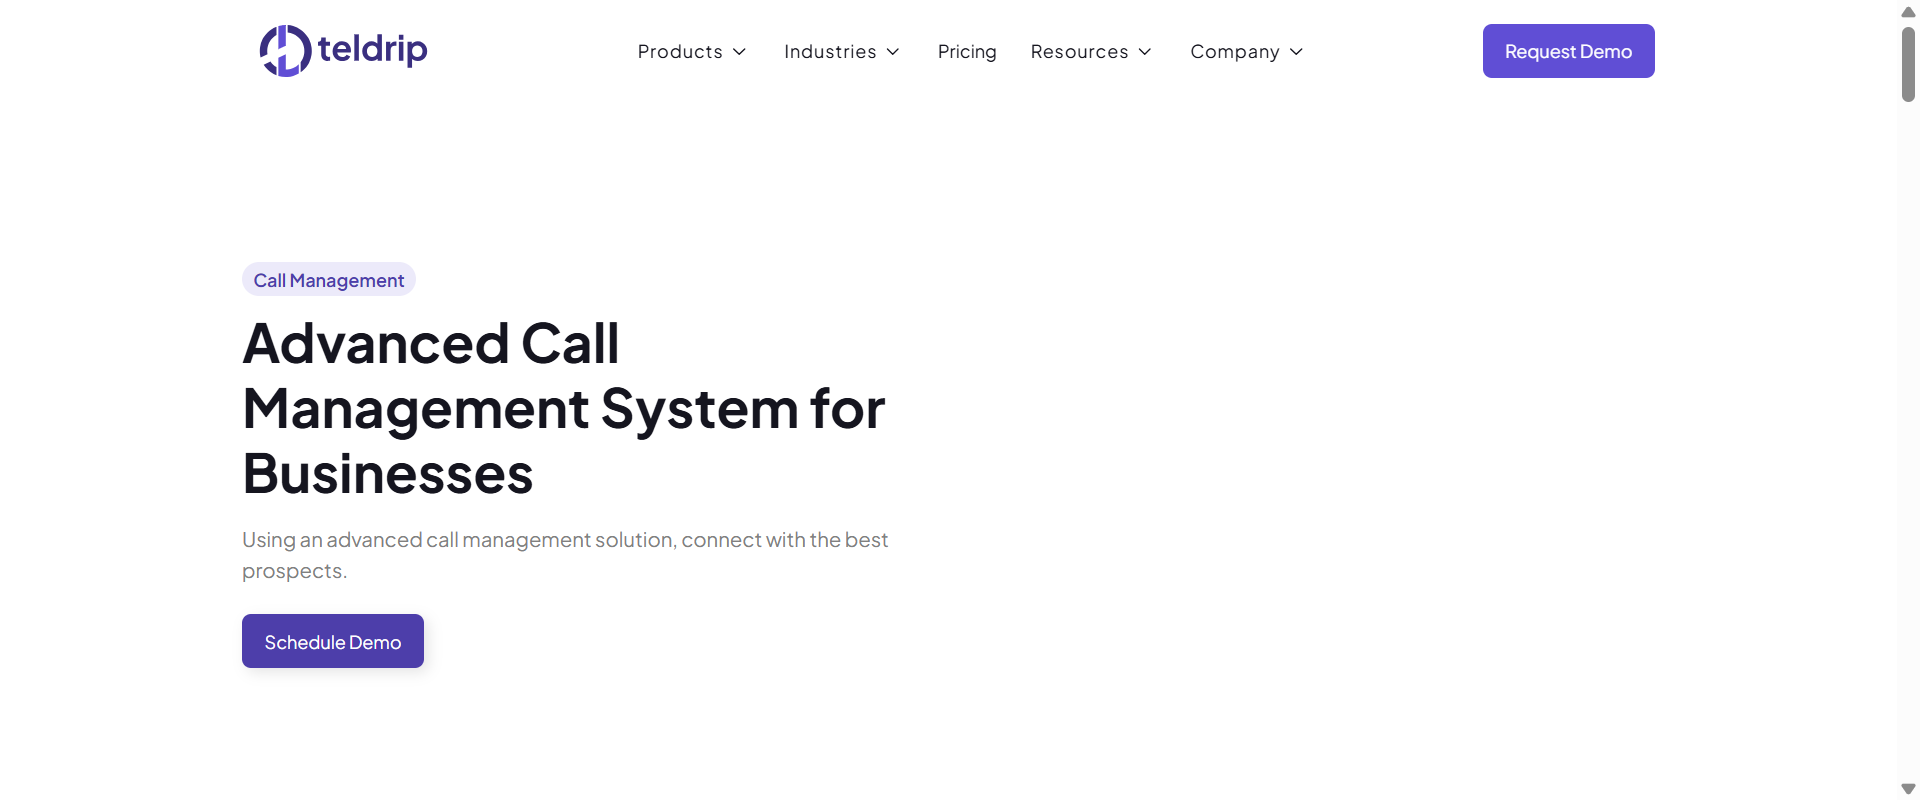 teldrip
Products
Industries
Pricing
Resources
Company
Request Demo
Call Management
Advanced Call
Management System for
Businesses
Using an advanced call management solution, connect with the best
prospects.
Schedule Demo